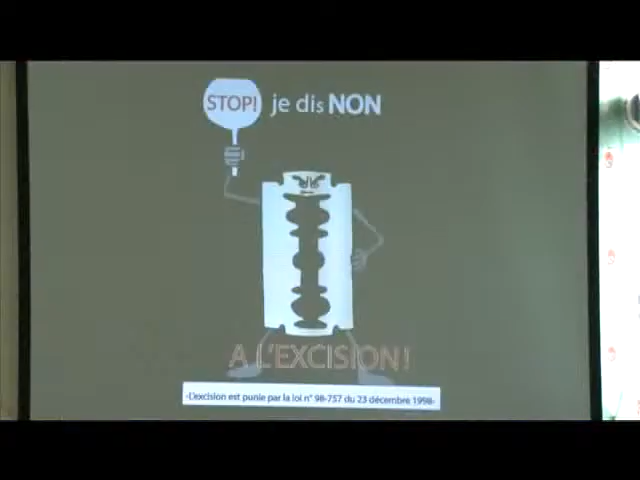 STOP! je dis NON
A L'EXCISION!
-L'excision est punie par la loi n° 98-757 du 23 décembre 1998-